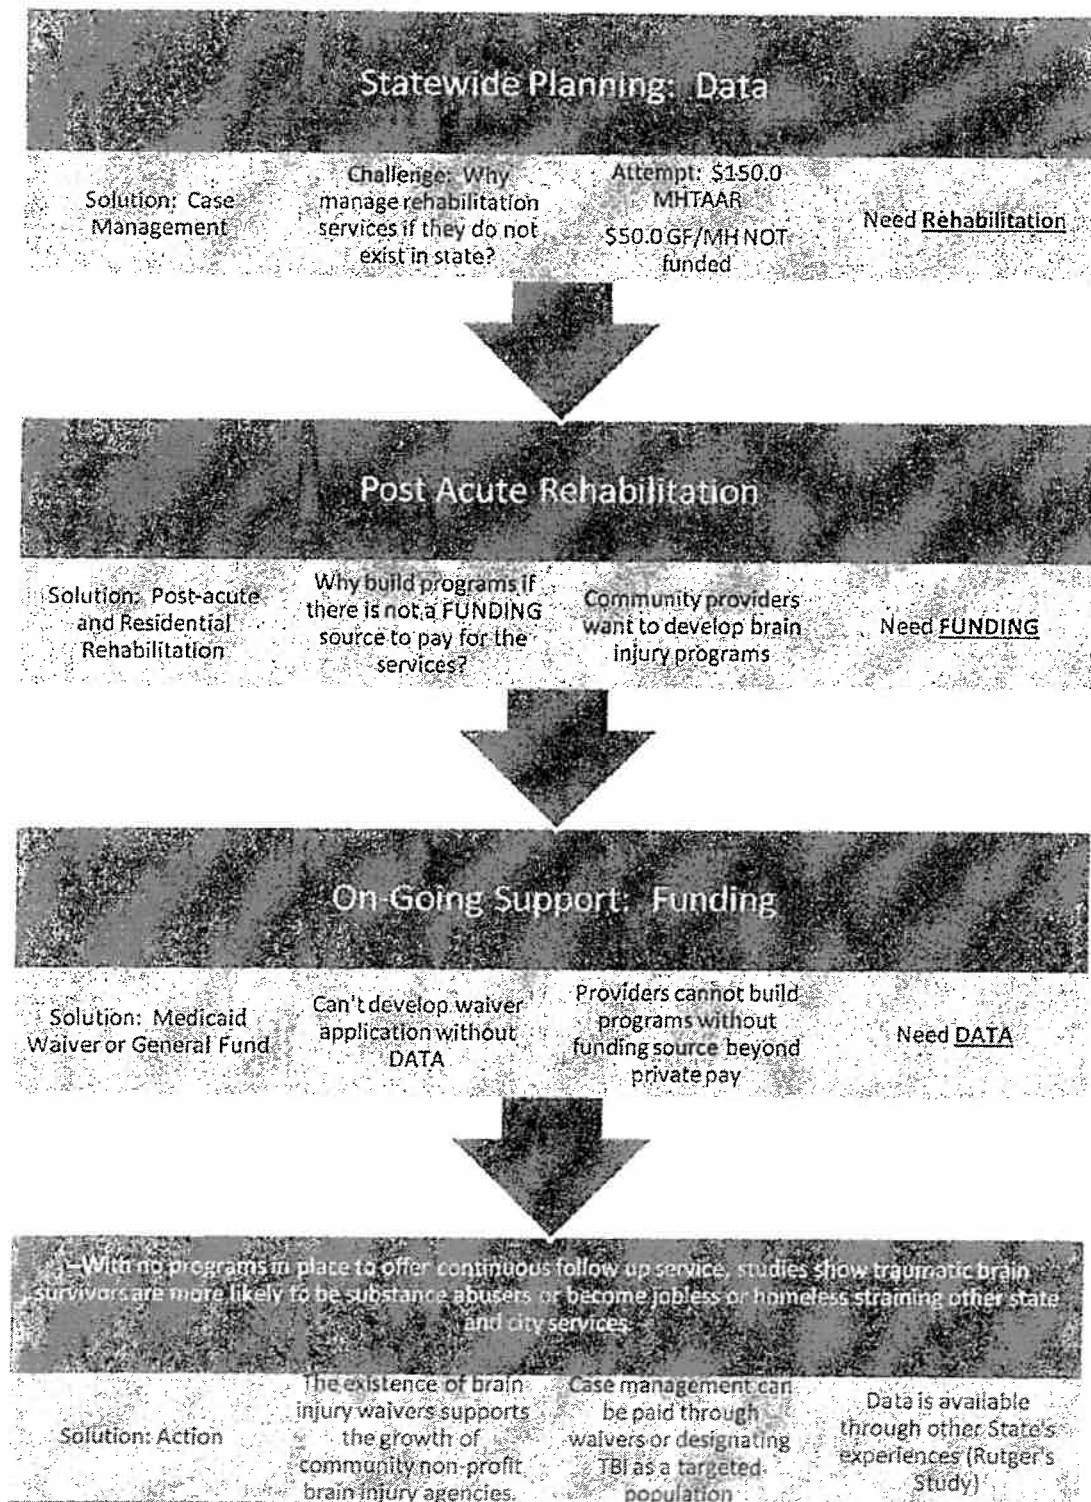 Statewide Planning: Data
Solution: Case
Management
Challenge: Why
manage rehabilitation
services if they do not
exist in state?
Attempt: $150.0
MHTAAR
$50.0 GF/MH NOT
funded
Need Rehabilitation
Post Acute Rehabilitation
Solution: Post-acute
and Residential
Rehabilitation
Why build programs if
there is not a FUNDING
source to pay for the
services?
Community providers
want to develop brain
injury programs
Need FUNDING
On-Going Support: Funding
Solution: Medicaid
Waiver or General Fund
Can't develop waiver
application without
DATA
Providers cannot build
programs without
funding source beyond
private pay
Need DATA
–With no programs in place to offer continuous follow up service, studies show traumatic brain
survivors are more likely to be substance abusers or become jobless or homeless straining other state
and city services
Solution: Action
The existence of brain
injury waivers supports
the growth of
community non-profit
brain injury agencies.
Case management can
be paid through
waivers or designating
TBI as a targeted
population
Data is available
through other State's
experiences (Rutger's
Study)